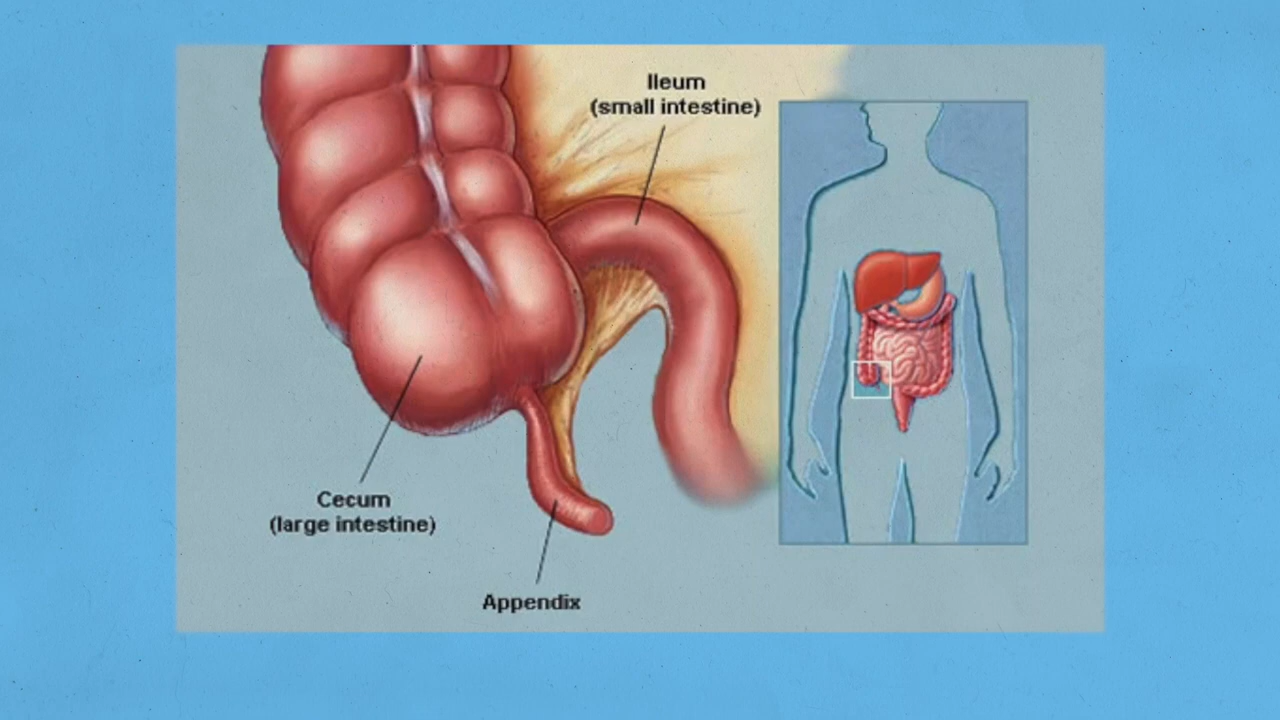 Ileum
(small intestine)
Cecum
(large intestine)
Appendix